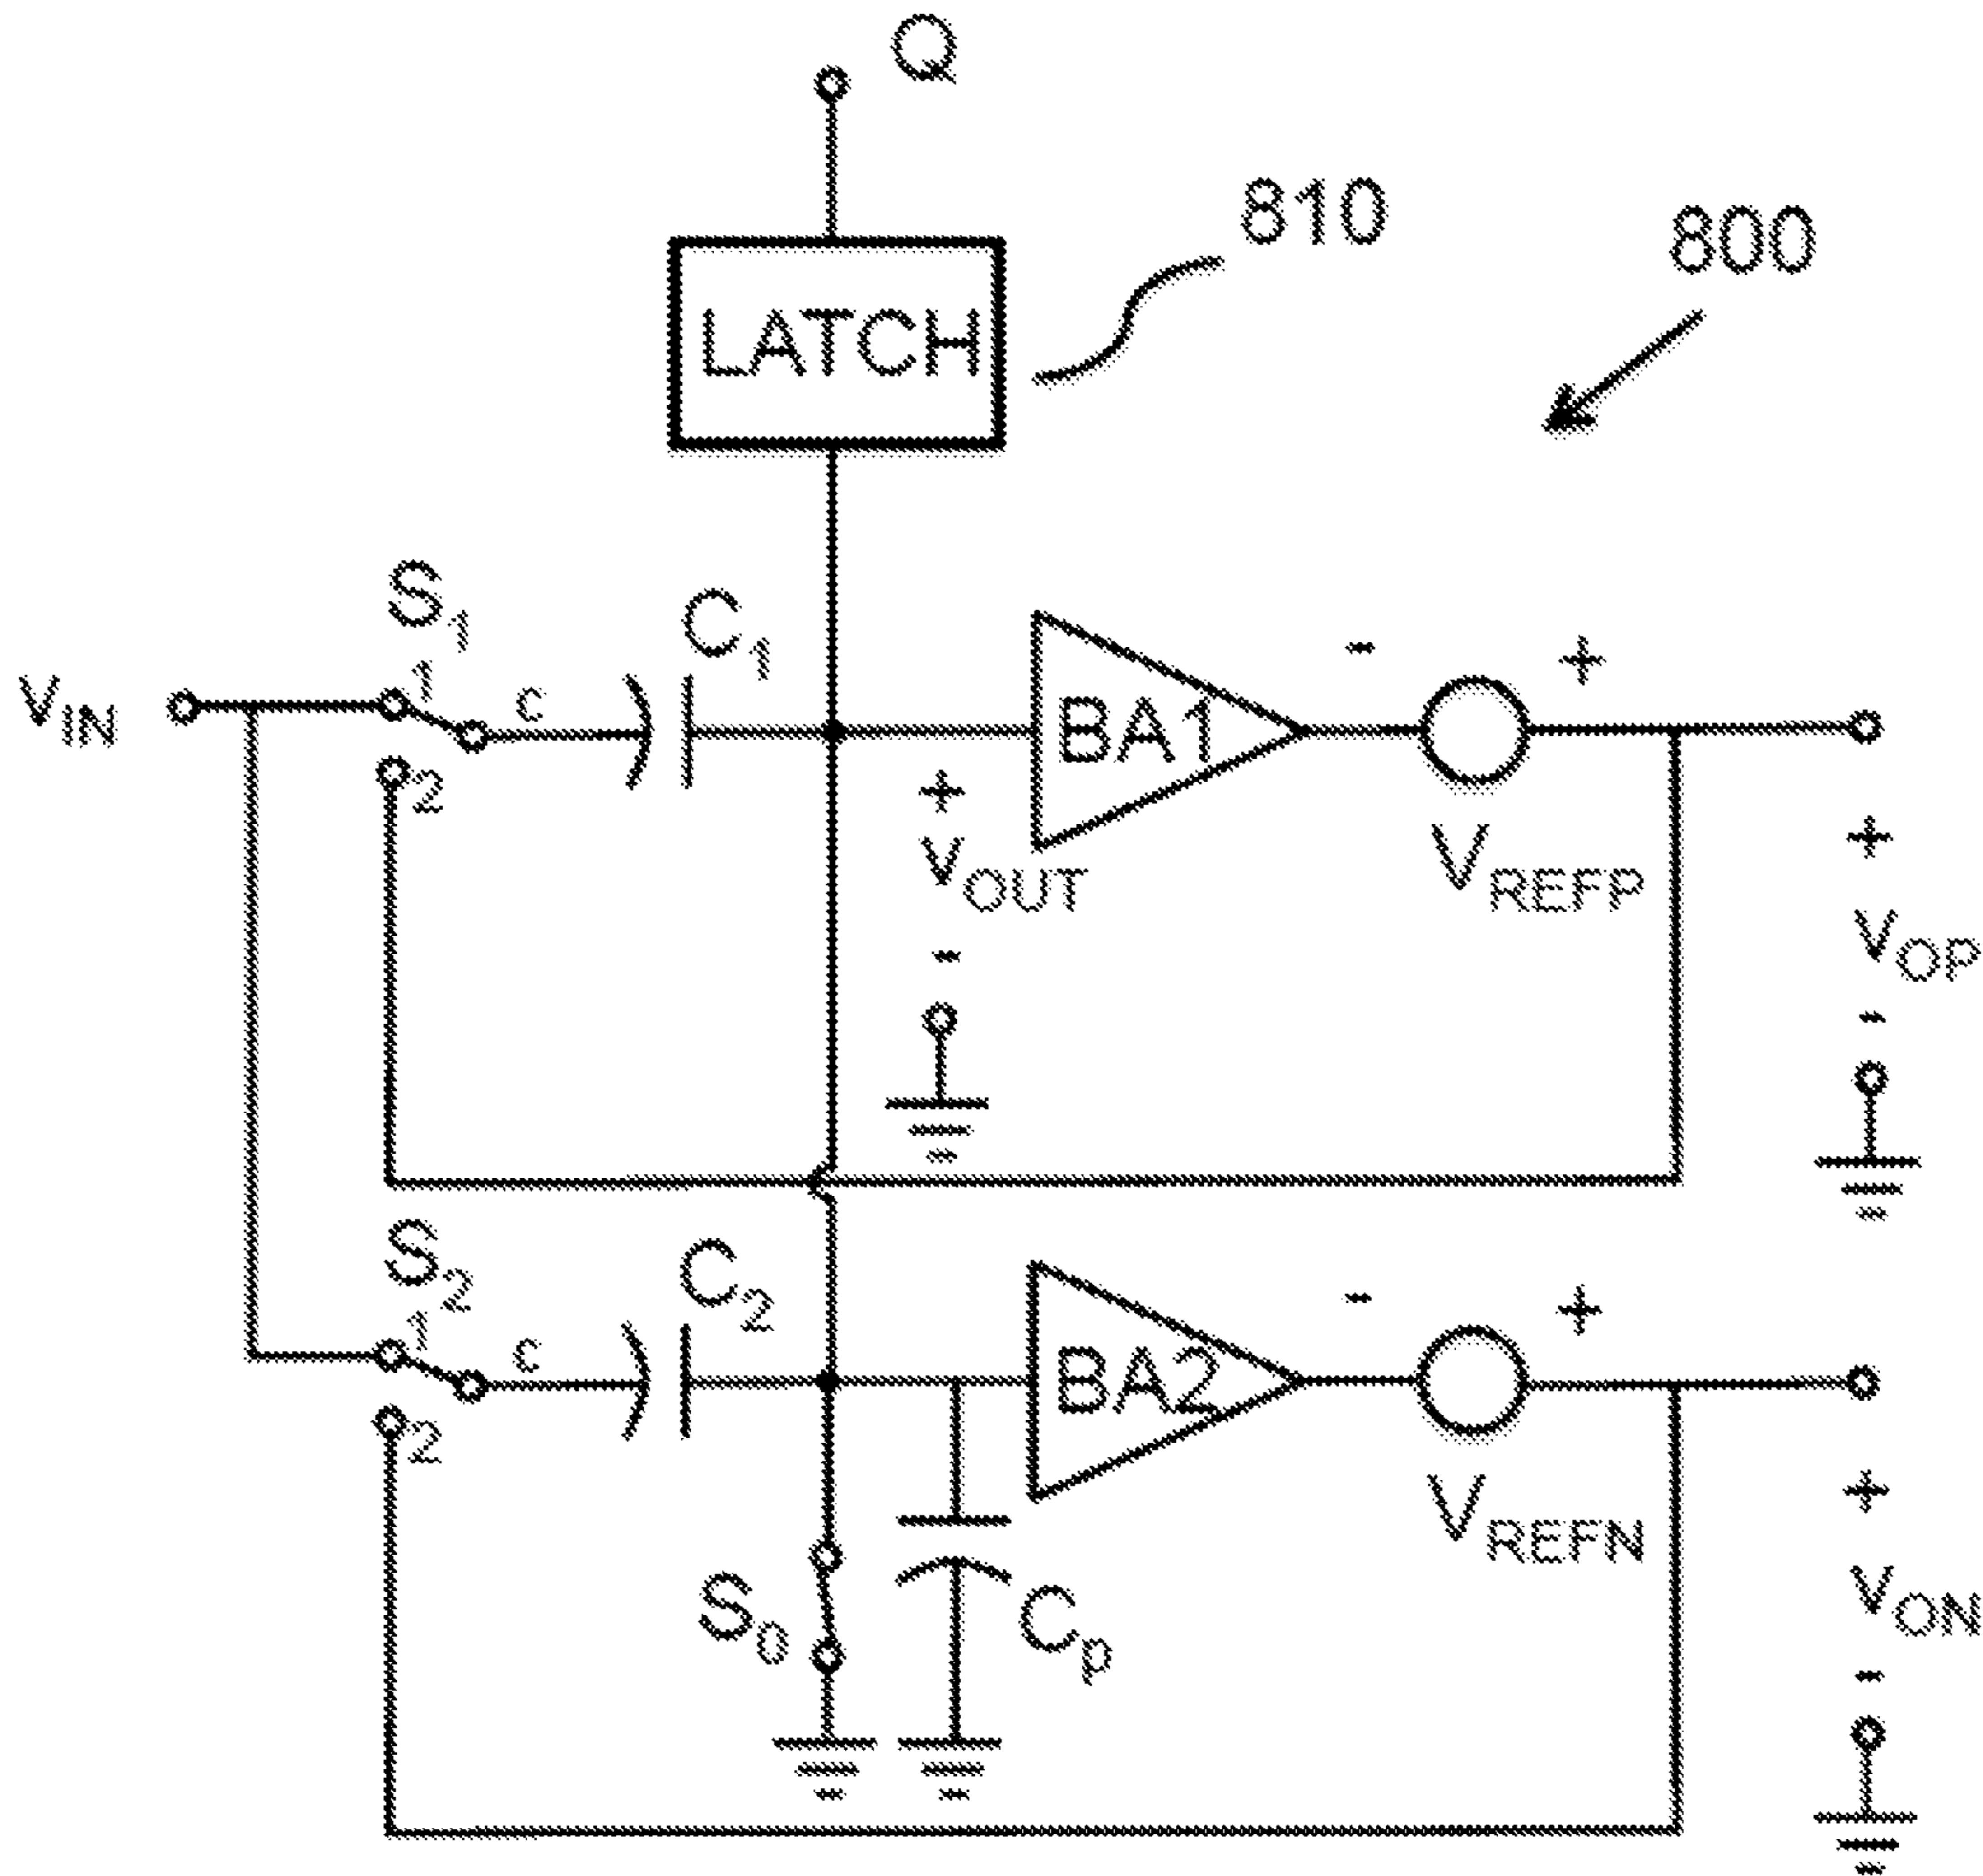 Q
810
800
LATCH
S1
C1
VIN
1
c
2
BA1
- +
+
VOUT
-
VREFP
+
VOP
-
S2
C2
1
c
2
BA2
- +
VREFN
S0
Cp
+
VON
-